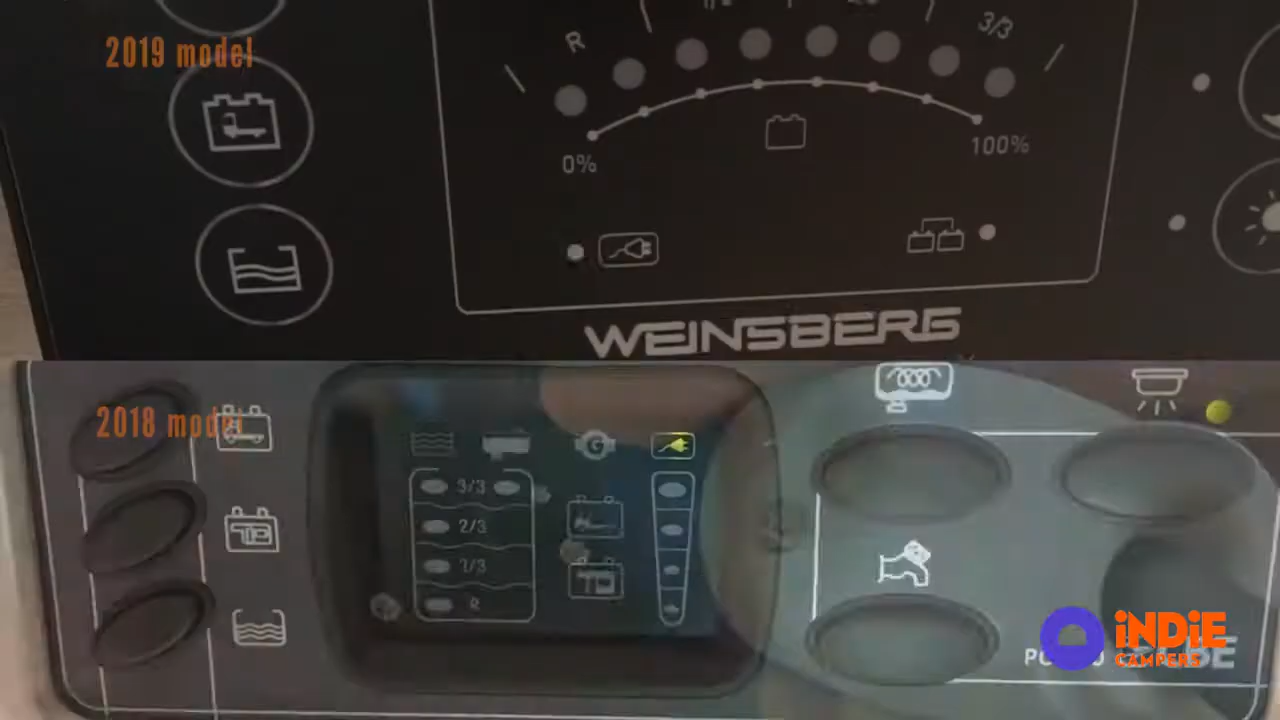 2019 model
R
3/3
0%
100%
WEINSBERG
2018 model
G
3/3
2/3
1/3
R
iNDiE
CAMPERS